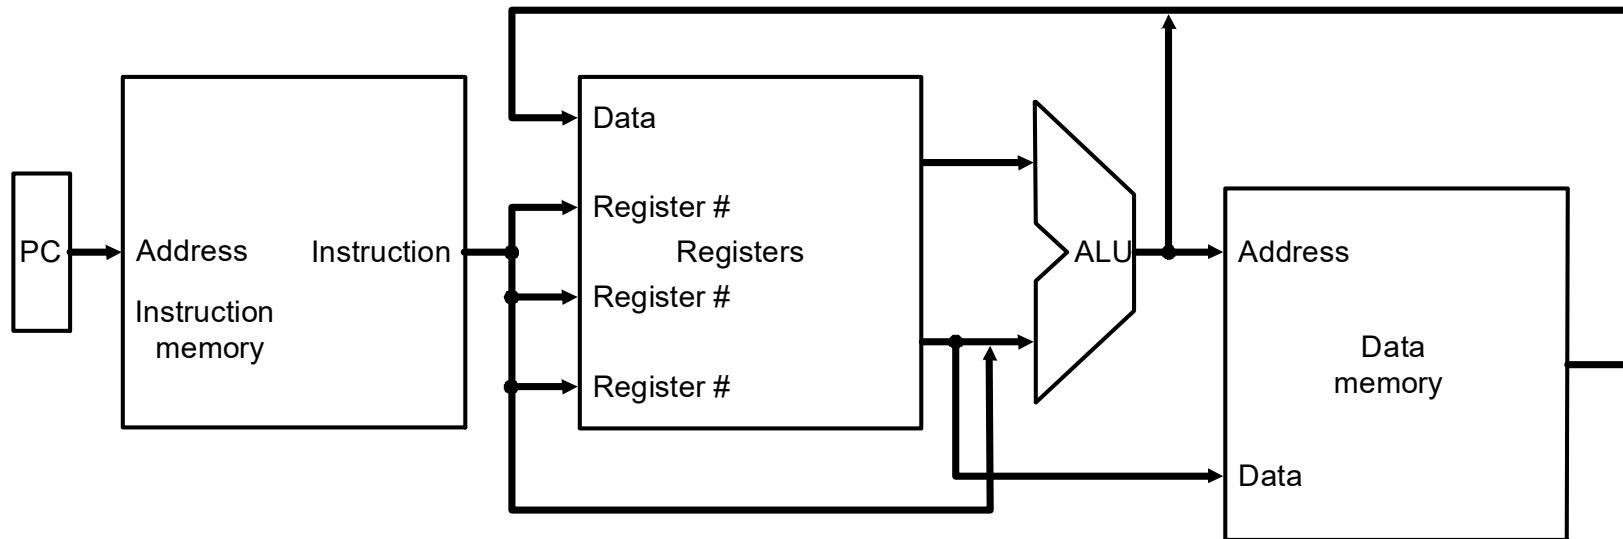 PC
Address
Instruction
Instruction
memory
Data
Register #
Registers
Register #
Register #
ALU
Address
Data
memory
Data